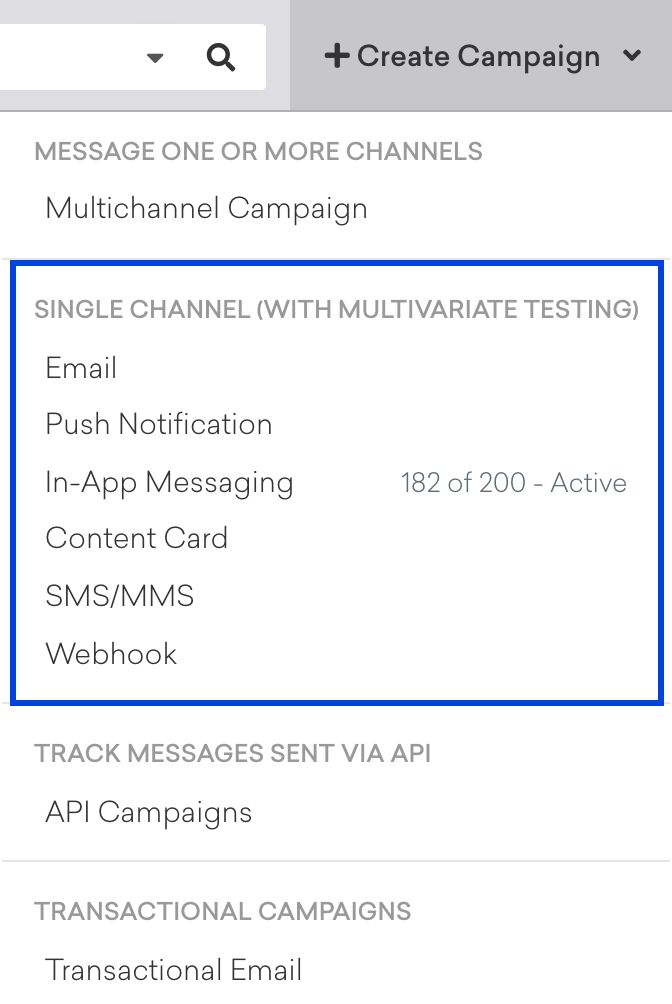 Create Campaign
MESSAGE ONE OR MORE CHANNELS
Multichannel Campaign
SINGLE CHANNEL (WITH MULTIVARIATE TESTING)
Email
Push Notification
In-App Messaging 182 of 200 - Active
Content Card
SMS/MMS
Webhook
TRACK MESSAGES SENT VIA API
API Campaigns
TRANSACTIONAL CAMPAIGNS
Transactional Email